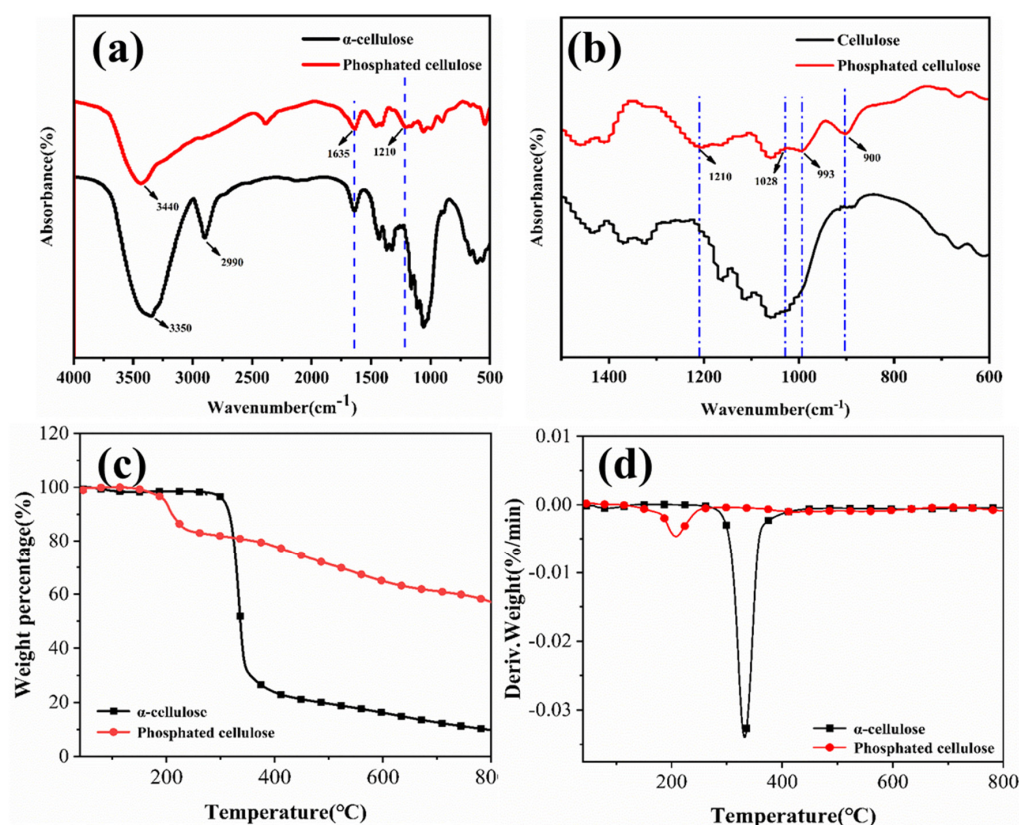 (a)
α-cellulose
Phosphated cellulose
Absorbance(%)
3440
3350
2990
1635
1210
4000 3500 3000 2500 2000 1500 1000 500
Wavenumber(cm⁻¹)
(b)
Cellulose
Phosphated cellulose
Absorbance(%)
1210
1028
993
900
1400 1200 1000 800 600
Wavenumber(cm⁻¹)
(c)
Weight percentage(%)
120
100
80
60
40
20
0
α-cellulose
Phosphated cellulose
200 400 600 800
Temperature(℃)
(d)
Deriv.Weight(%/min)
0.01
0.00
-0.01
-0.02
-0.03
α-cellulose
Phosphated cellulose
200 400 600 800
Temperature(℃)